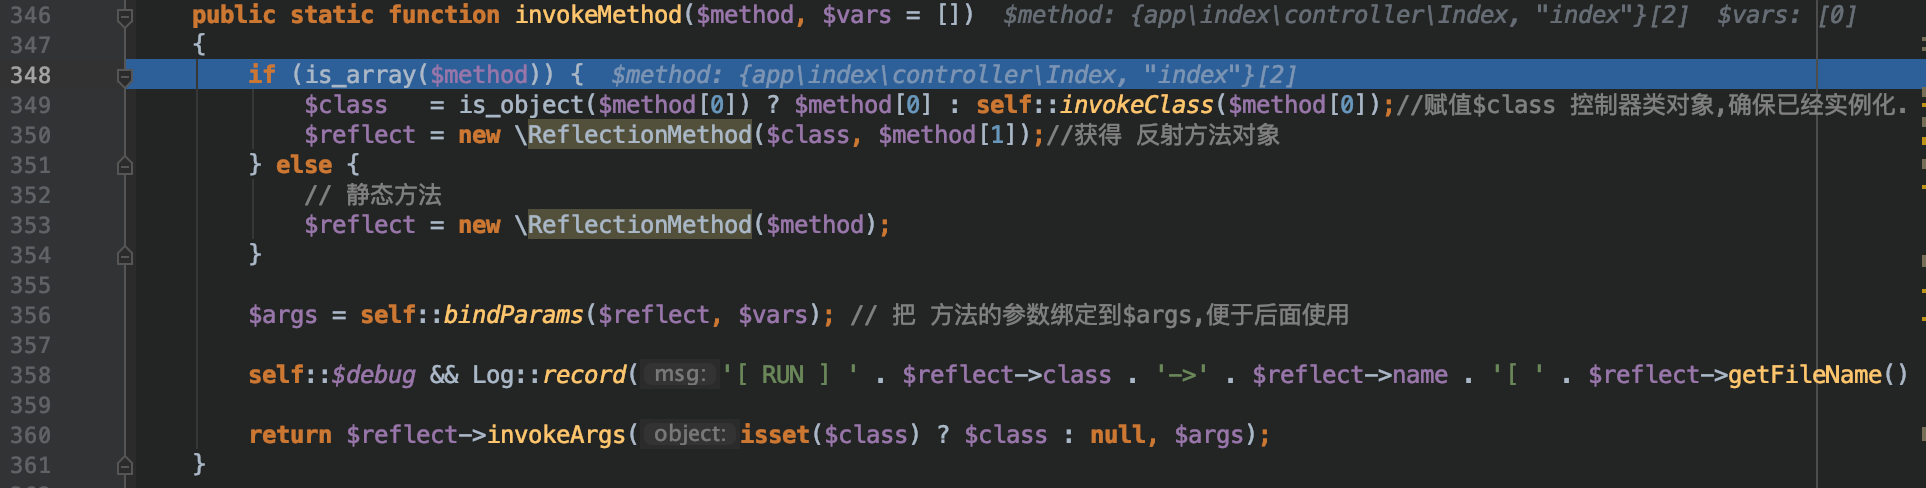 346 public static function invokeMethod($method, $vars = []) $method: {app\index\controller\Index, "index"}[2] $vars: [0]
347 {
348 if (is_array($method)) { $method: {app\index\controller\Index, "index"}[2]
349 $class = is_object($method[0]) ? $method[0] : self::invokeClass($method[0]);//赋值$class 控制器类对象,确保已经实例化.
350 $reflect = new \ReflectionMethod($class, $method[1]);//获得 反射方法对象
351 } else {
352 // 静态方法
353 $reflect = new \ReflectionMethod($method);
354 }
355
356 $args = self::bindParams($reflect, $vars); // 把 方法的参数绑定到$args,便于后面使用
357
358 self::$debug && Log::record( msg: '[ RUN ] ' . $reflect->class . '->' . $reflect->name . '[ ' . $reflect->getFileName()
359
360 return $reflect->invokeArgs( object: isset($class) ? $class : null, $args);
361 }